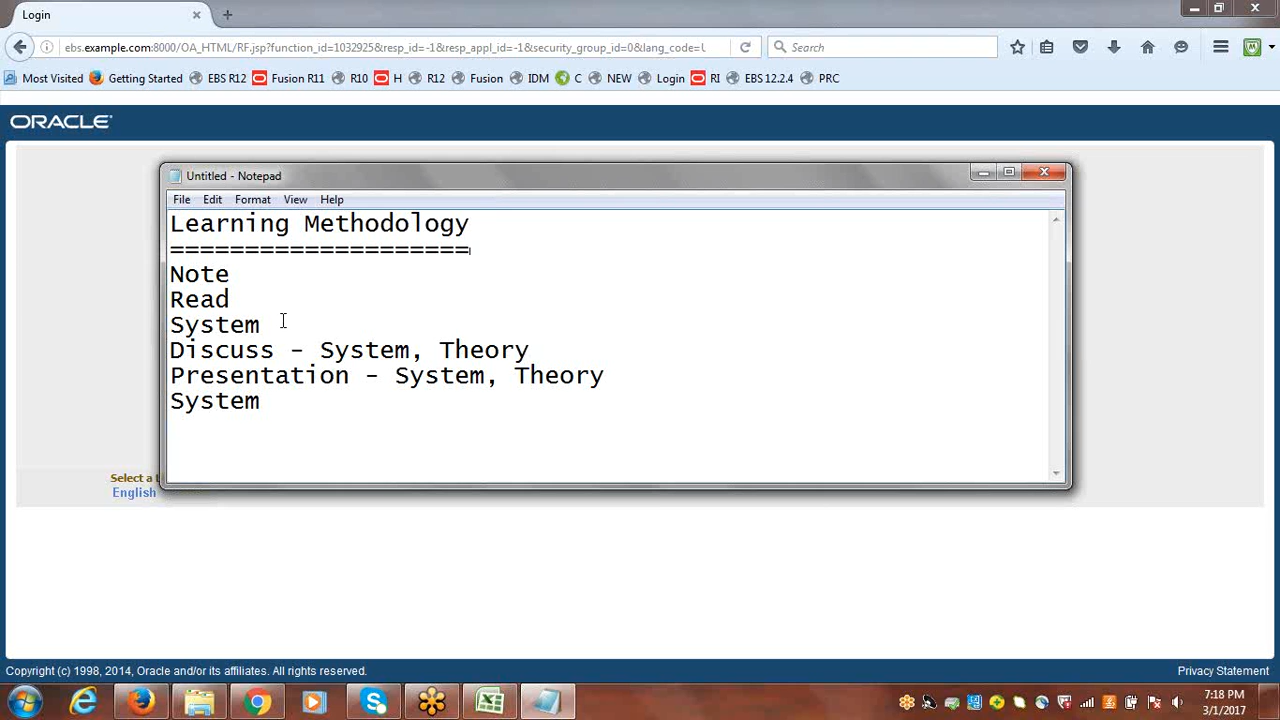 Login
ebs.example.com:8000/OA_HTML/RF.jsp?function_id=1032925&resp_id=-1&resp_appl_id=-1&security_group_id=0&lang_code=U
Search
Most Visited Getting Started EBS R12 Fusion R11 R10 H R12 Fusion IDM C NEW Login RI EBS 12.2.4 PRC
ORACLE
Untitled - Notepad
File Edit Format View Help
Learning Methodology
====================
Note
Read
System
Discuss - System, Theory
Presentation - System, Theory
System
Select a
English
Copyright (c) 1998, 2014, Oracle and/or its affiliates. All rights reserved.
Privacy Statement
7:18 PM
3/1/2017